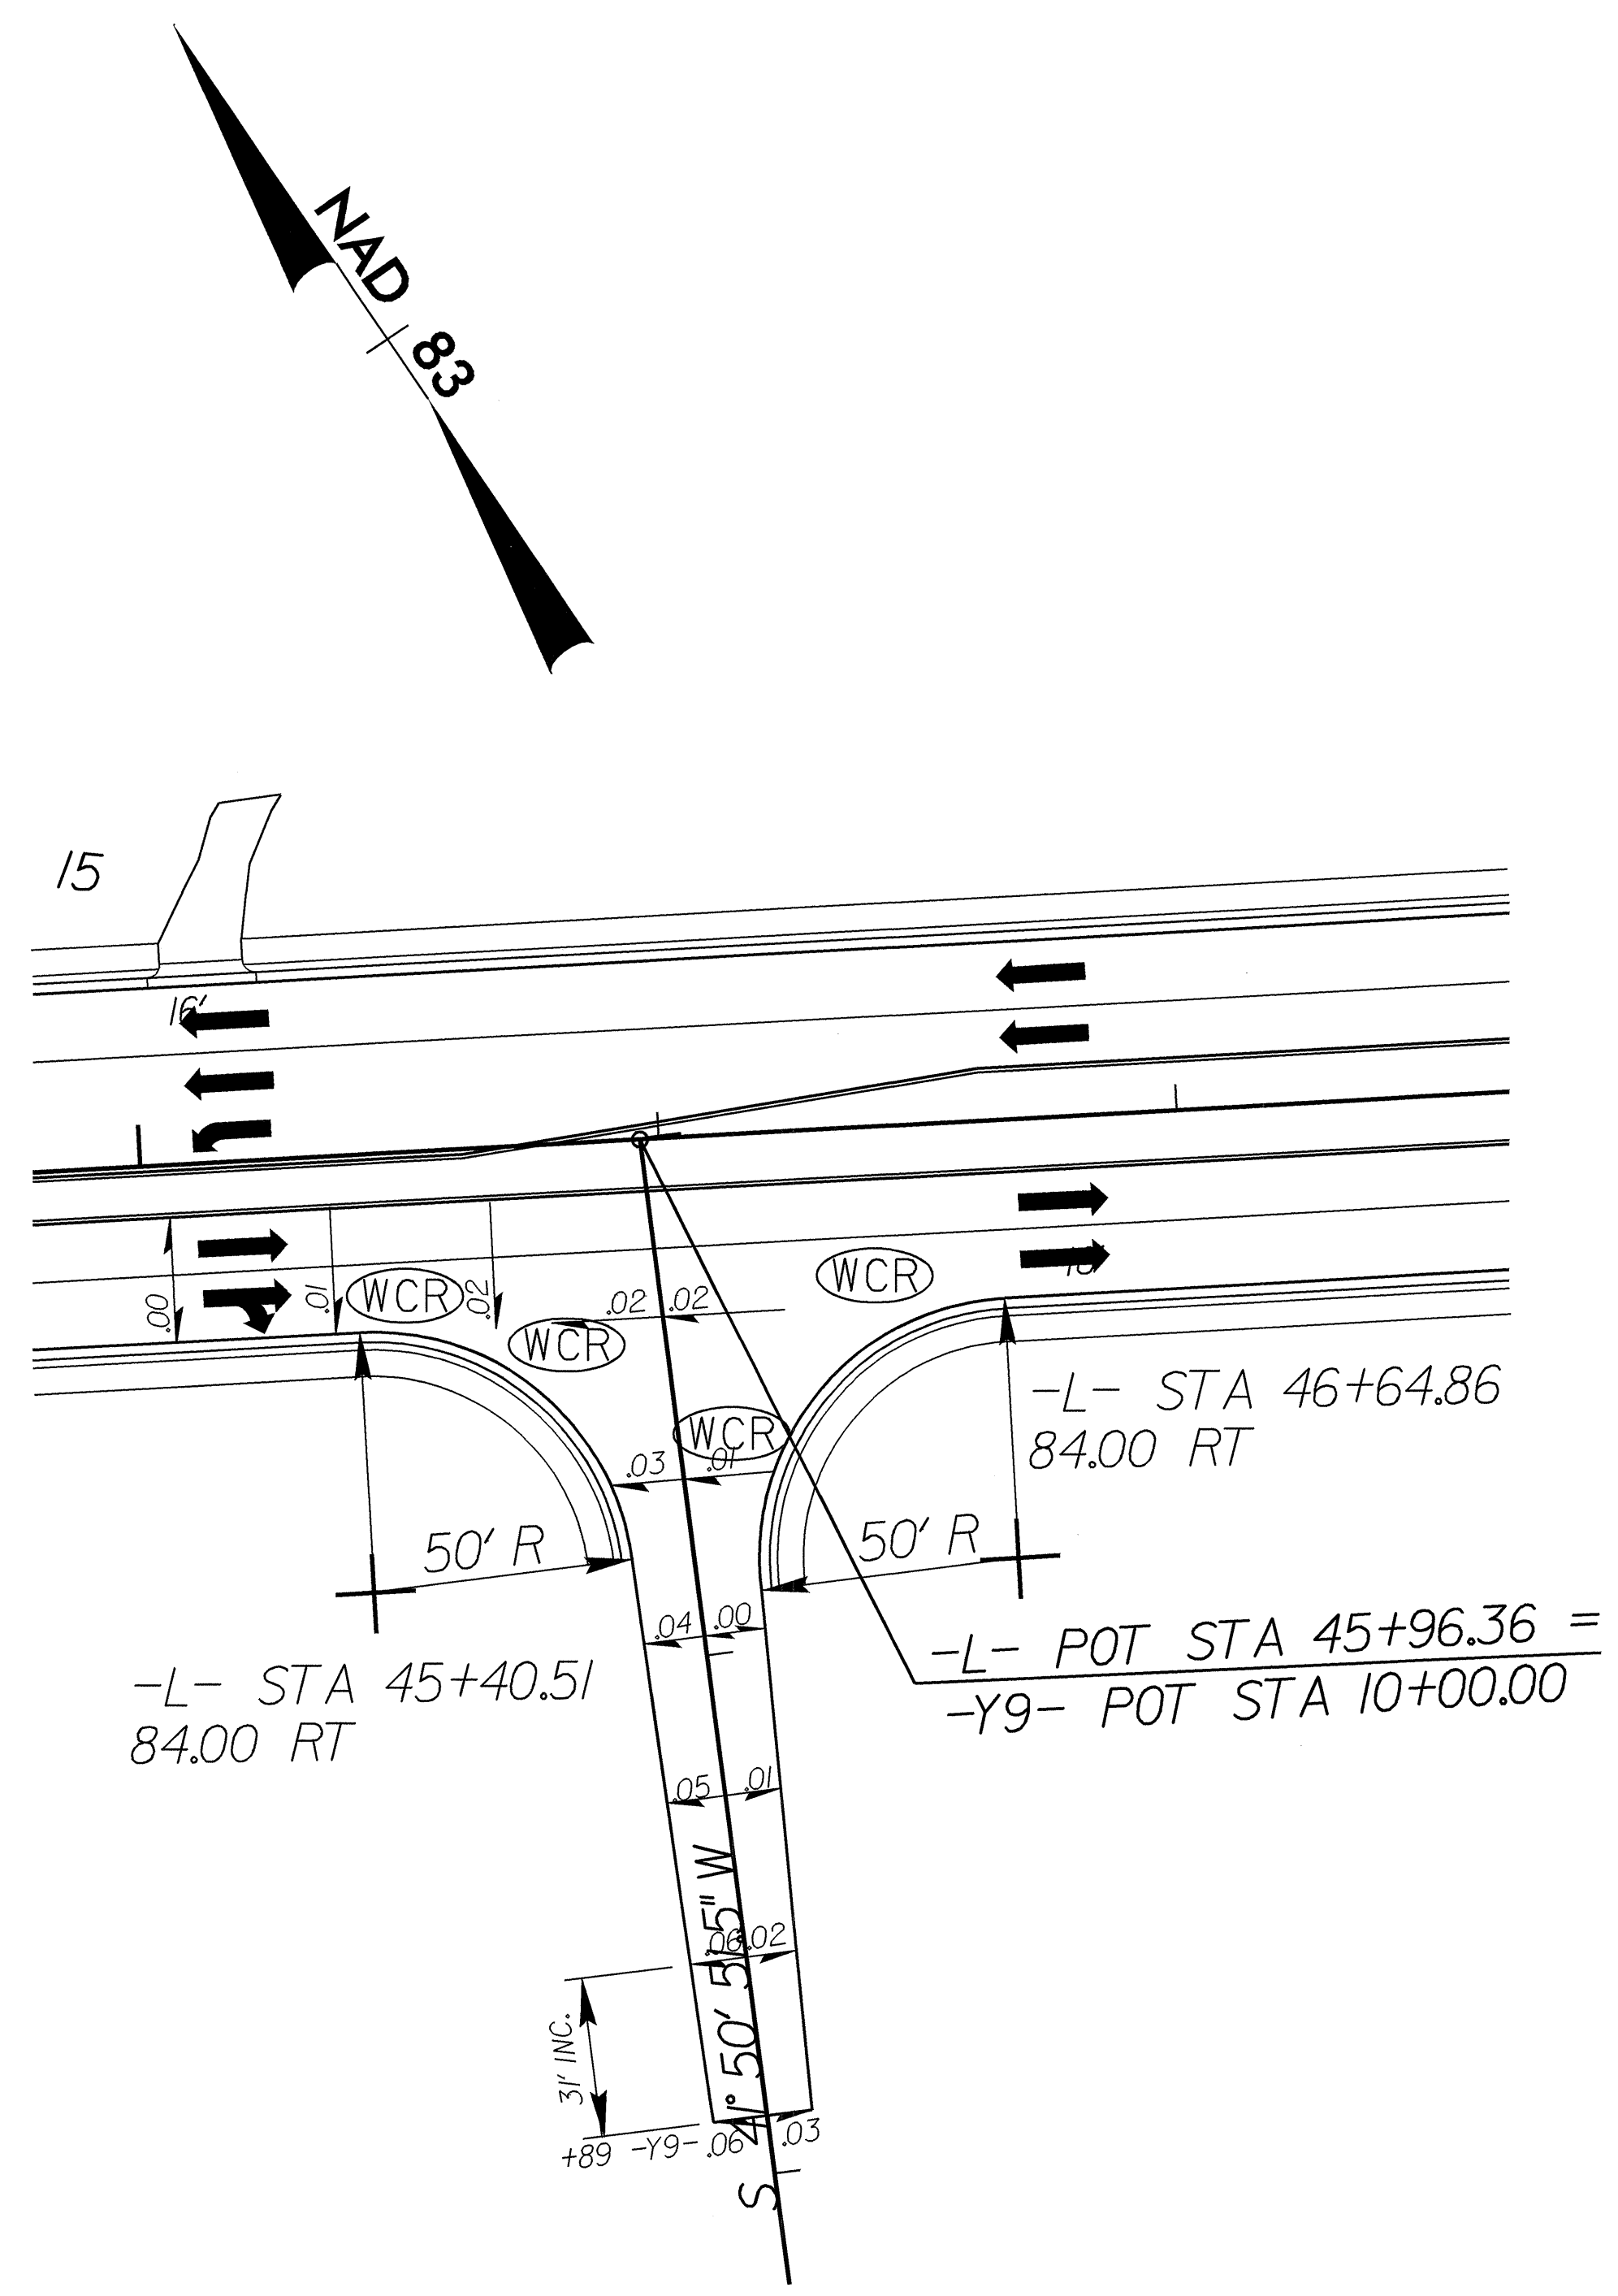 NAD 83
15
16'
.00
.01
.02
WCR
WCR
.02
.02
WCR
WCR
.03
.01
-L- STA 46+64.86
84.00 RT
50' R
50' R
.04
.00
-L- POT STA 45+96.36 =
-Y9- POT STA 10+00.00
-L- STA 45+40.51
84.00 RT
.05
.01
.06
.02
31' INC.
+89 -Y9-
.06
.03